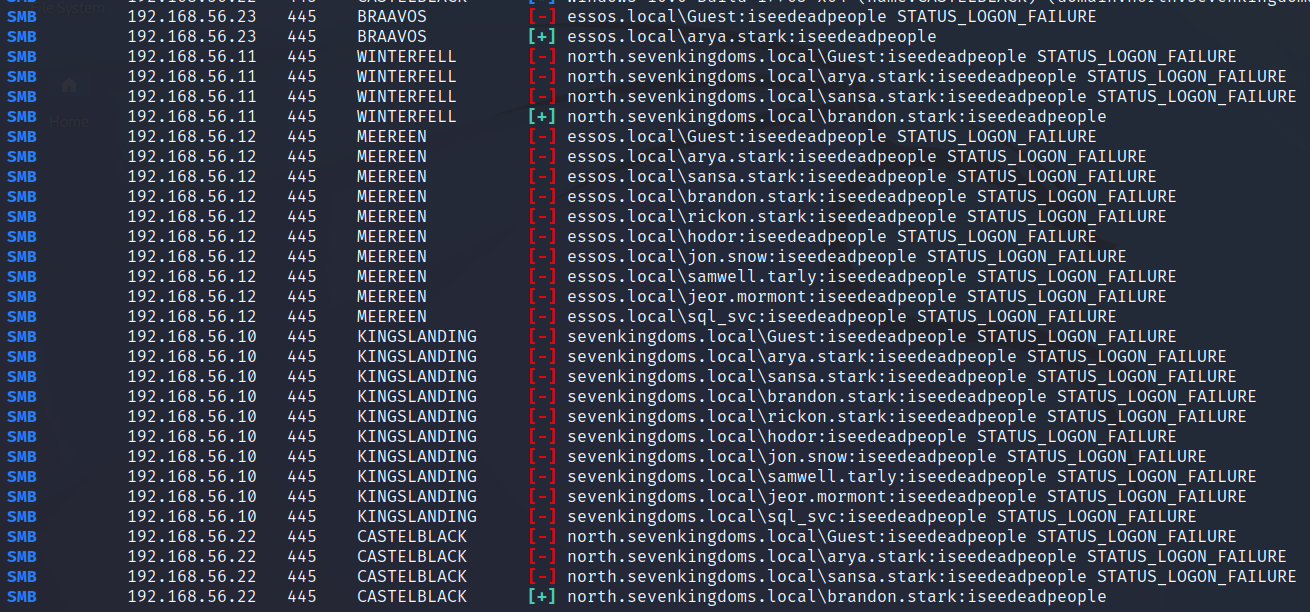 SMB 192.168.56.23 445 BRAAVOS [-] essos.local\Guest:iseedeadpeople STATUS_LOGON_FAILURE
SMB 192.168.56.23 445 BRAAVOS [+] essos.local\arya.stark:iseedeadpeople
SMB 192.168.56.11 445 WINTERFELL [-] north.sevenkingdoms.local\Guest:iseedeadpeople STATUS_LOGON_FAILURE
SMB 192.168.56.11 445 WINTERFELL [-] north.sevenkingdoms.local\arya.stark:iseedeadpeople STATUS_LOGON_FAILURE
SMB 192.168.56.11 445 WINTERFELL [-] north.sevenkingdoms.local\sansa.stark:iseedeadpeople STATUS_LOGON_FAILURE
SMB 192.168.56.11 445 WINTERFELL [+] north.sevenkingdoms.local\brandon.stark:iseedeadpeople
Home
SMB 192.168.56.12 445 MEEREEN [-] essos.local\Guest:iseedeadpeople STATUS_LOGON_FAILURE
SMB 192.168.56.12 445 MEEREEN [-] essos.local\arya.stark:iseedeadpeople STATUS_LOGON_FAILURE
SMB 192.168.56.12 445 MEEREEN [-] essos.local\sansa.stark:iseedeadpeople STATUS_LOGON_FAILURE
SMB 192.168.56.12 445 MEEREEN [-] essos.local\brandon.stark:iseedeadpeople STATUS_LOGON_FAILURE
SMB 192.168.56.12 445 MEEREEN [-] essos.local\rickon.stark:iseedeadpeople STATUS_LOGON_FAILURE
SMB 192.168.56.12 445 MEEREEN [-] essos.local\hodor:iseedeadpeople STATUS_LOGON_FAILURE
SMB 192.168.56.12 445 MEEREEN [-] essos.local\jon.snow:iseedeadpeople STATUS_LOGON_FAILURE
SMB 192.168.56.12 445 MEEREEN [-] essos.local\samwell.tarly:iseedeadpeople STATUS_LOGON_FAILURE
SMB 192.168.56.12 445 MEEREEN [-] essos.local\jeor.mormont:iseedeadpeople STATUS_LOGON_FAILURE
SMB 192.168.56.12 445 MEEREEN [-] essos.local\sql_svc:iseedeadpeople STATUS_LOGON_FAILURE
SMB 192.168.56.10 445 KINGSLANDING [-] sevenkingdoms.local\Guest:iseedeadpeople STATUS_LOGON_FAILURE
SMB 192.168.56.10 445 KINGSLANDING [-] sevenkingdoms.local\arya.stark:iseedeadpeople STATUS_LOGON_FAILURE
SMB 192.168.56.10 445 KINGSLANDING [-] sevenkingdoms.local\sansa.stark:iseedeadpeople STATUS_LOGON_FAILURE
SMB 192.168.56.10 445 KINGSLANDING [-] sevenkingdoms.local\brandon.stark:iseedeadpeople STATUS_LOGON_FAILURE
SMB 192.168.56.10 445 KINGSLANDING [-] sevenkingdoms.local\rickon.stark:iseedeadpeople STATUS_LOGON_FAILURE
SMB 192.168.56.10 445 KINGSLANDING [-] sevenkingdoms.local\hodor:iseedeadpeople STATUS_LOGON_FAILURE
SMB 192.168.56.10 445 KINGSLANDING [-] sevenkingdoms.local\jon.snow:iseedeadpeople STATUS_LOGON_FAILURE
SMB 192.168.56.10 445 KINGSLANDING [-] sevenkingdoms.local\samwell.tarly:iseedeadpeople STATUS_LOGON_FAILURE
SMB 192.168.56.10 445 KINGSLANDING [-] sevenkingdoms.local\jeor.mormont:iseedeadpeople STATUS_LOGON_FAILURE
SMB 192.168.56.10 445 KINGSLANDING [-] sevenkingdoms.local\sql_svc:iseedeadpeople STATUS_LOGON_FAILURE
SMB 192.168.56.22 445 CASTELBLACK [-] north.sevenkingdoms.local\Guest:iseedeadpeople STATUS_LOGON_FAILURE
SMB 192.168.56.22 445 CASTELBLACK [-] north.sevenkingdoms.local\arya.stark:iseedeadpeople STATUS_LOGON_FAILURE
SMB 192.168.56.22 445 CASTELBLACK [-] north.sevenkingdoms.local\sansa.stark:iseedeadpeople STATUS_LOGON_FAILURE
SMB 192.168.56.22 445 CASTELBLACK [+] north.sevenkingdoms.local\brandon.stark:iseedeadpeople